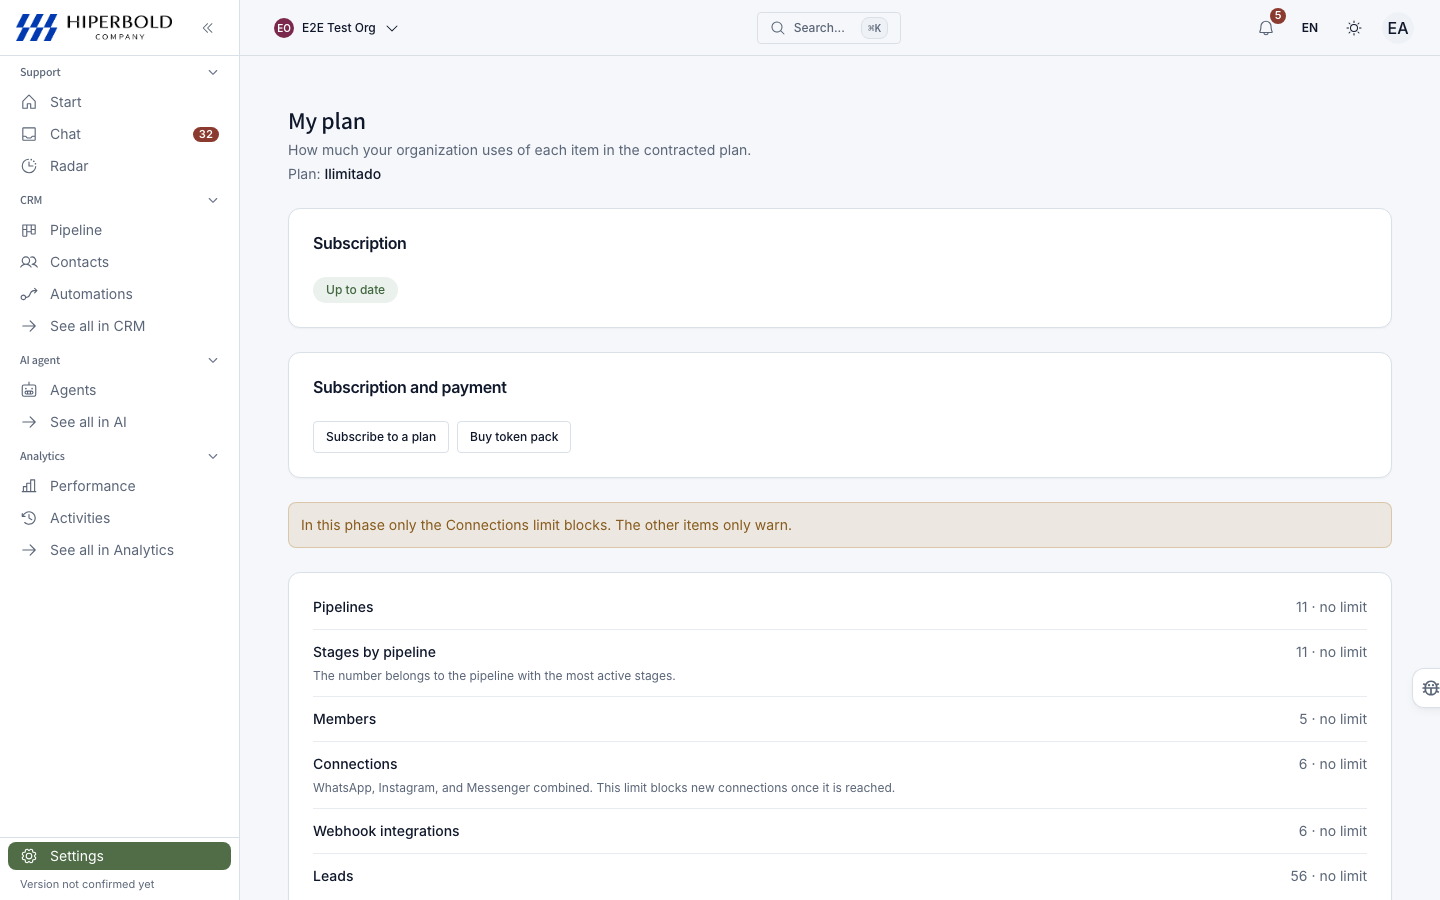 HIPERBOLD
COMPANY
EO E2E Test Org
Search... ⌘K
5
EN
EA
Support
Start
Chat 32
Radar
CRM
Pipeline
Contacts
Automations
See all in CRM
AI agent
Agents
See all in AI
Analytics
Performance
Activities
See all in Analytics
Settings
Version not confirmed yet
My plan
How much your organization uses of each item in the contracted plan.
Plan: Ilimitado
Subscription
Up to date
Subscription and payment
Subscribe to a plan
Buy token pack
In this phase only the Connections limit blocks. The other items only warn.
Pipelines 11 · no limit
Stages by pipeline 11 · no limit
The number belongs to the pipeline with the most active stages.
Members 5 · no limit
Connections 6 · no limit
WhatsApp, Instagram, and Messenger combined. This limit blocks new connections once it is reached.
Webhook integrations 6 · no limit
Leads 56 · no limit